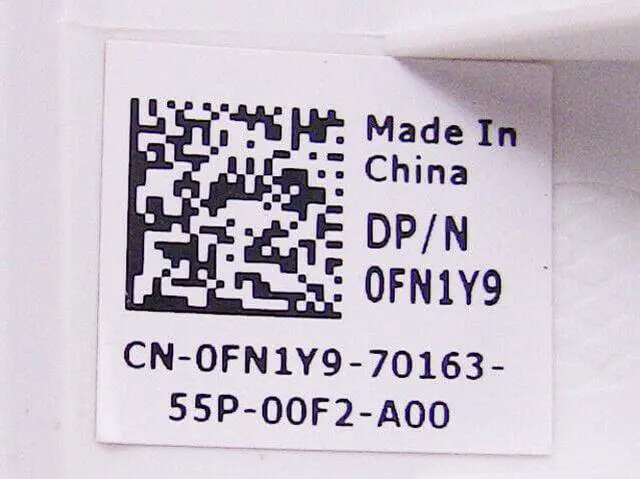 Made In
China
DP/N
0FN1Y9
CN-0FN1Y9-70163-
55P-00F2-A00